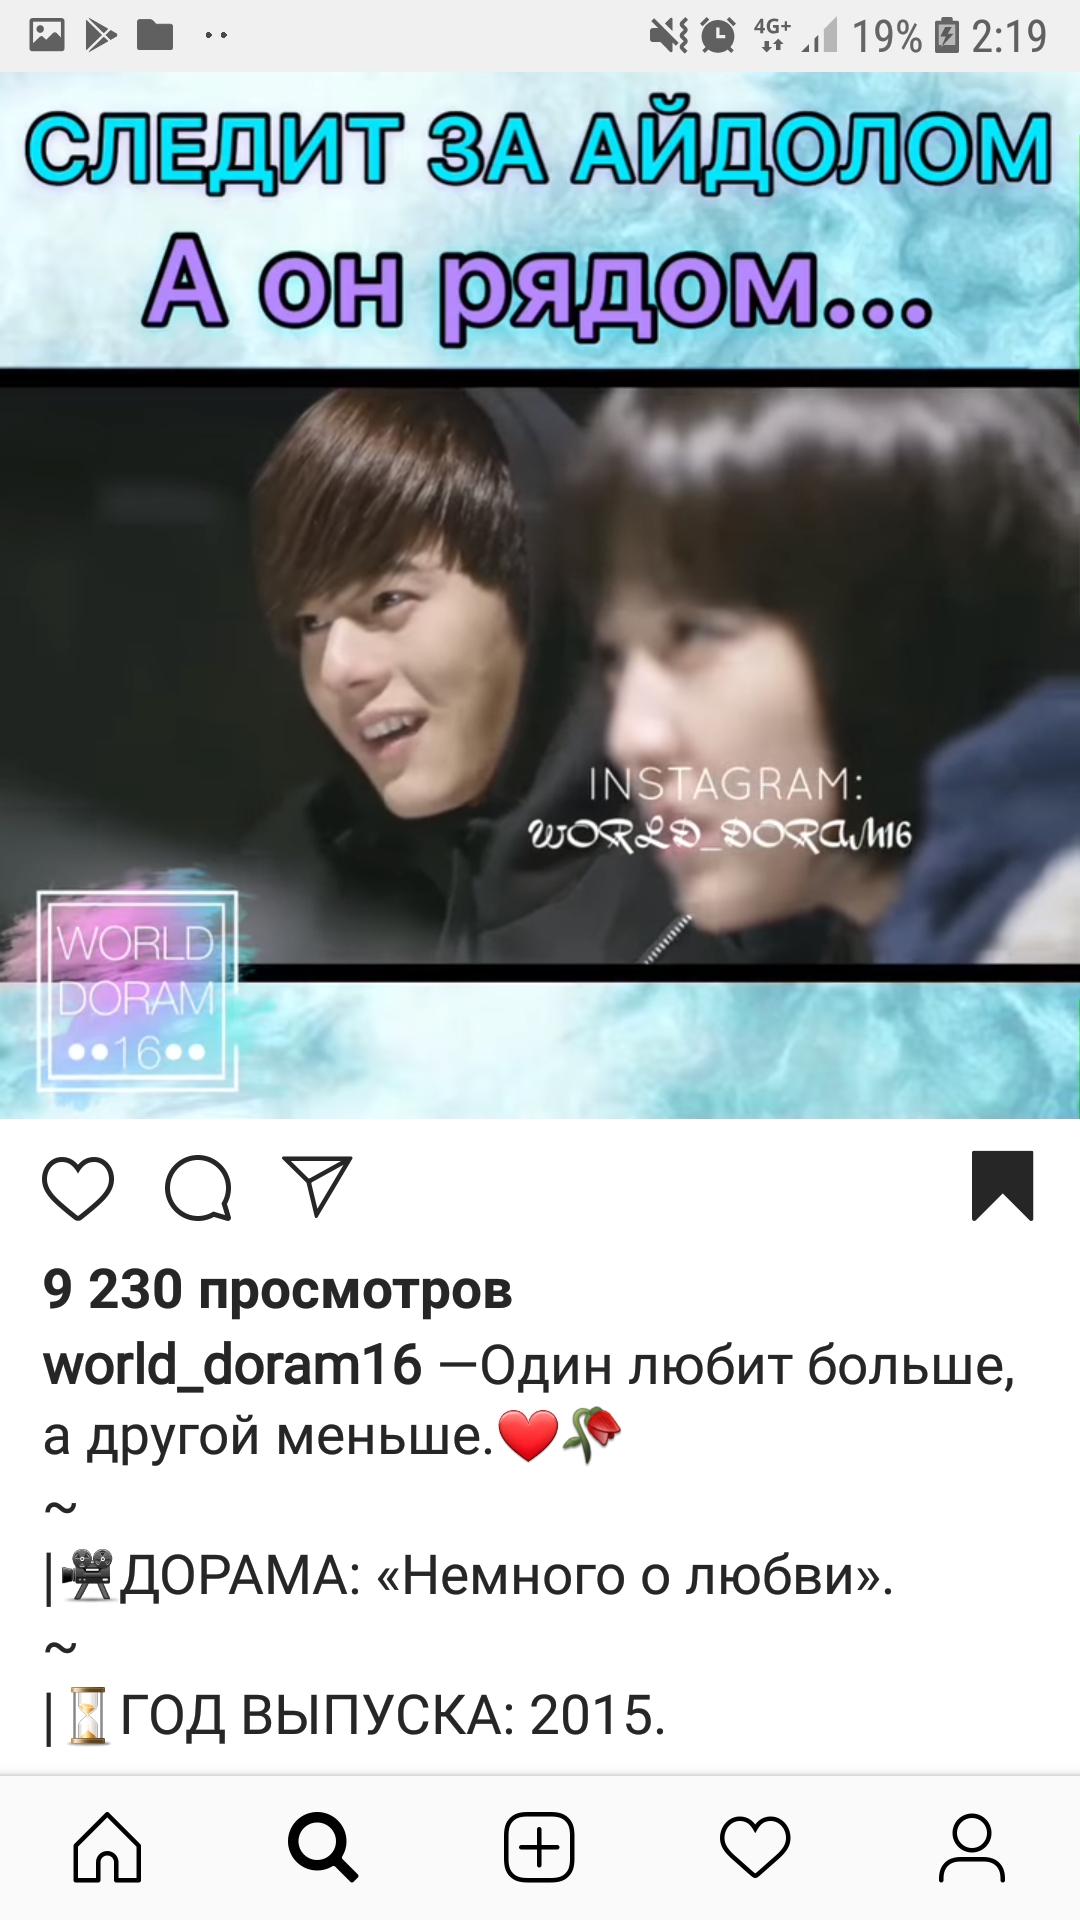 4G+ 19% 2:19
СЛЕДИТ ЗА АЙДОЛОМ
А он рядом...
INSTAGRAM:
WORLD_DORAM16
WORLD
DORAM
••16••
9 230 просмотров
world_doram16 —Один любит больше,
а другой меньше.❤️🥀
~
|🎥ДОРАМА: «Немного о любви».
~
|⏳ГОД ВЫПУСКА: 2015.